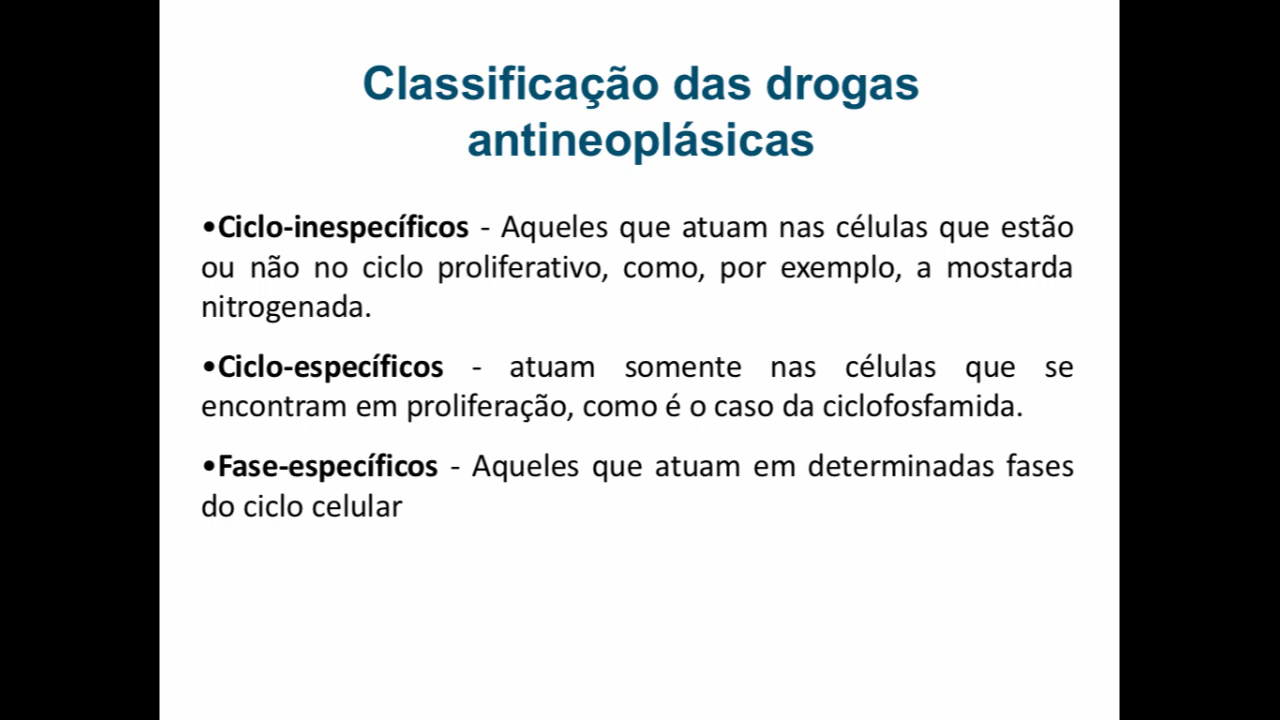 Classificação das drogas
antineoplásicas
•Ciclo-inespecíficos - Aqueles que atuam nas células que estão
ou não no ciclo proliferativo, como, por exemplo, a mostarda
nitrogenada.
•Ciclo-específicos - atuam somente nas células que se
encontram em proliferação, como é o caso da ciclofosfamida.
•Fase-específicos - Aqueles que atuam em determinadas fases
do ciclo celular